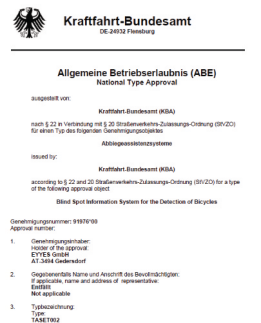 Kraftfahrt-Bundesamt
DE-24932 Flensburg
Allgemeine Betriebserlaubnis (ABE)
National Type Approval
ausgestellt von:
Kraftfahrt-Bundesamt (KBA)
nach § 22 in Verbindung mit § 20 Straßenverkehrs-Zulassungs-Ordnung (StVZO)
für einen Typ des folgenden Genehmigungsobjektes
Abbiegeassistenzsysteme
issued by:
Kraftfahrt-Bundesamt (KBA)
according to § 22 and 20 Straßenverkehrs-Zulassungs-Ordnung (StVZO) for a type
of the following approval object
Blind Spot Information System for the Detection of Bicycles
Genehmigungsnummer: 91976*00
Approval number:
1. Genehmigungsinhaber:
Holder of the approval:
EYYES GmbH
AT-3494 Gedersdorf
2. Gegebenenfalls Name und Anschrift des Bevollmächtigten:
If applicable, name and address of representative:
Entfällt
Not applicable
3. Typbezeichnung:
Type:
TASET002